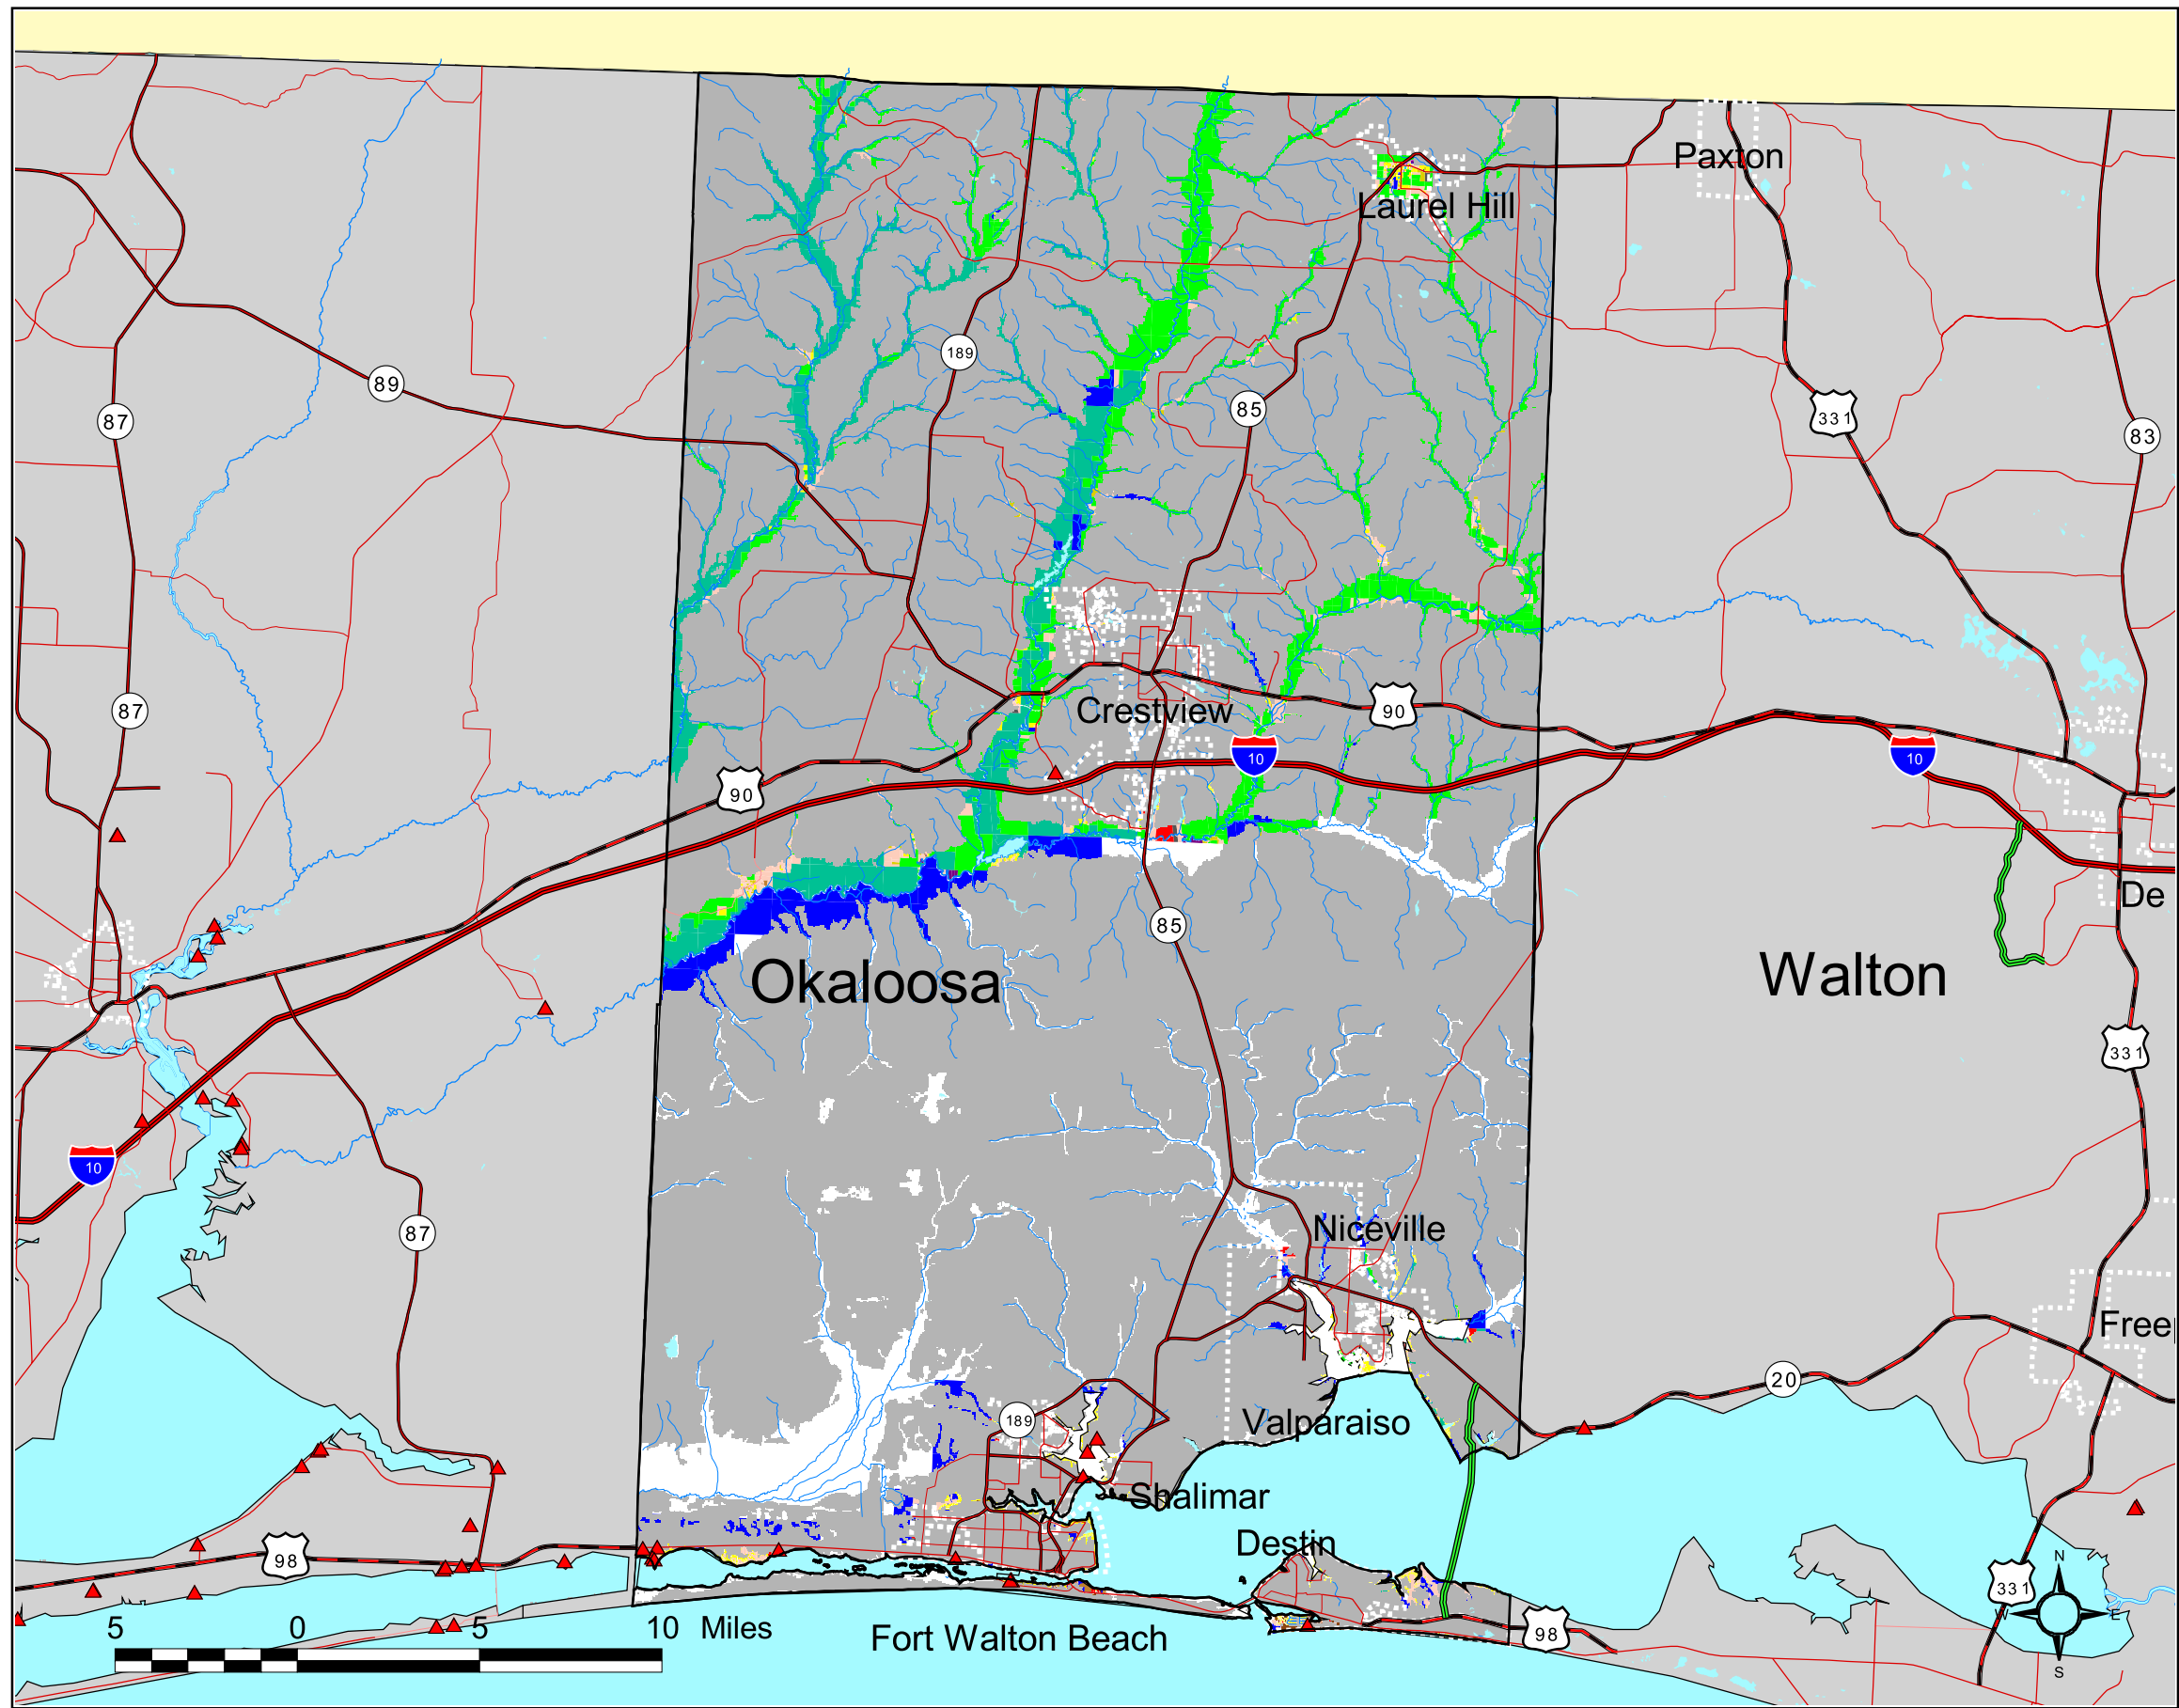 Paxton
Laurel Hill
189
89
85
87
331
83
87
Crestview
90
10
10
90
De
85
Okaloosa
Walton
331
10
87
Niceville
Free
20
189
Valparaiso
Shalimar
Destin
98
N
331
W
E
S
5 0 5 10 Miles
Fort Walton Beach
98